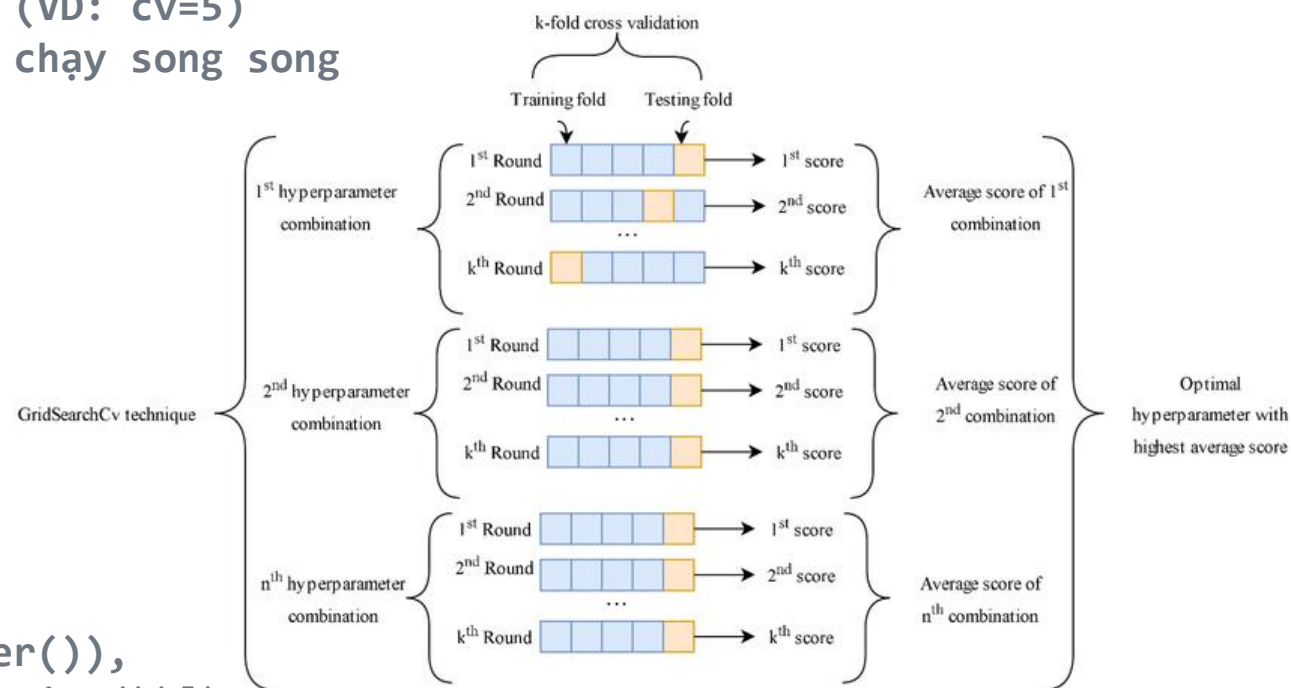 (VD: cv=5)
chạy song song
k-fold cross validation
Training fold Testing fold
1st hyperparameter
combination
1st Round
1st score
2nd Round
2nd score
...
kth Round
kth score
Average score of 1st
combination
GridSearchCv technique
2nd hyperparameter
combination
1st Round
1st score
2nd Round
2nd score
...
kth Round
kth score
Average score of
2nd combination
Optimal
hyperparameter with
highest average score
nth hyperparameter
combination
1st Round
1st score
2nd Round
2nd score
...
kth Round
kth score
Average score of
nth combination
er()),